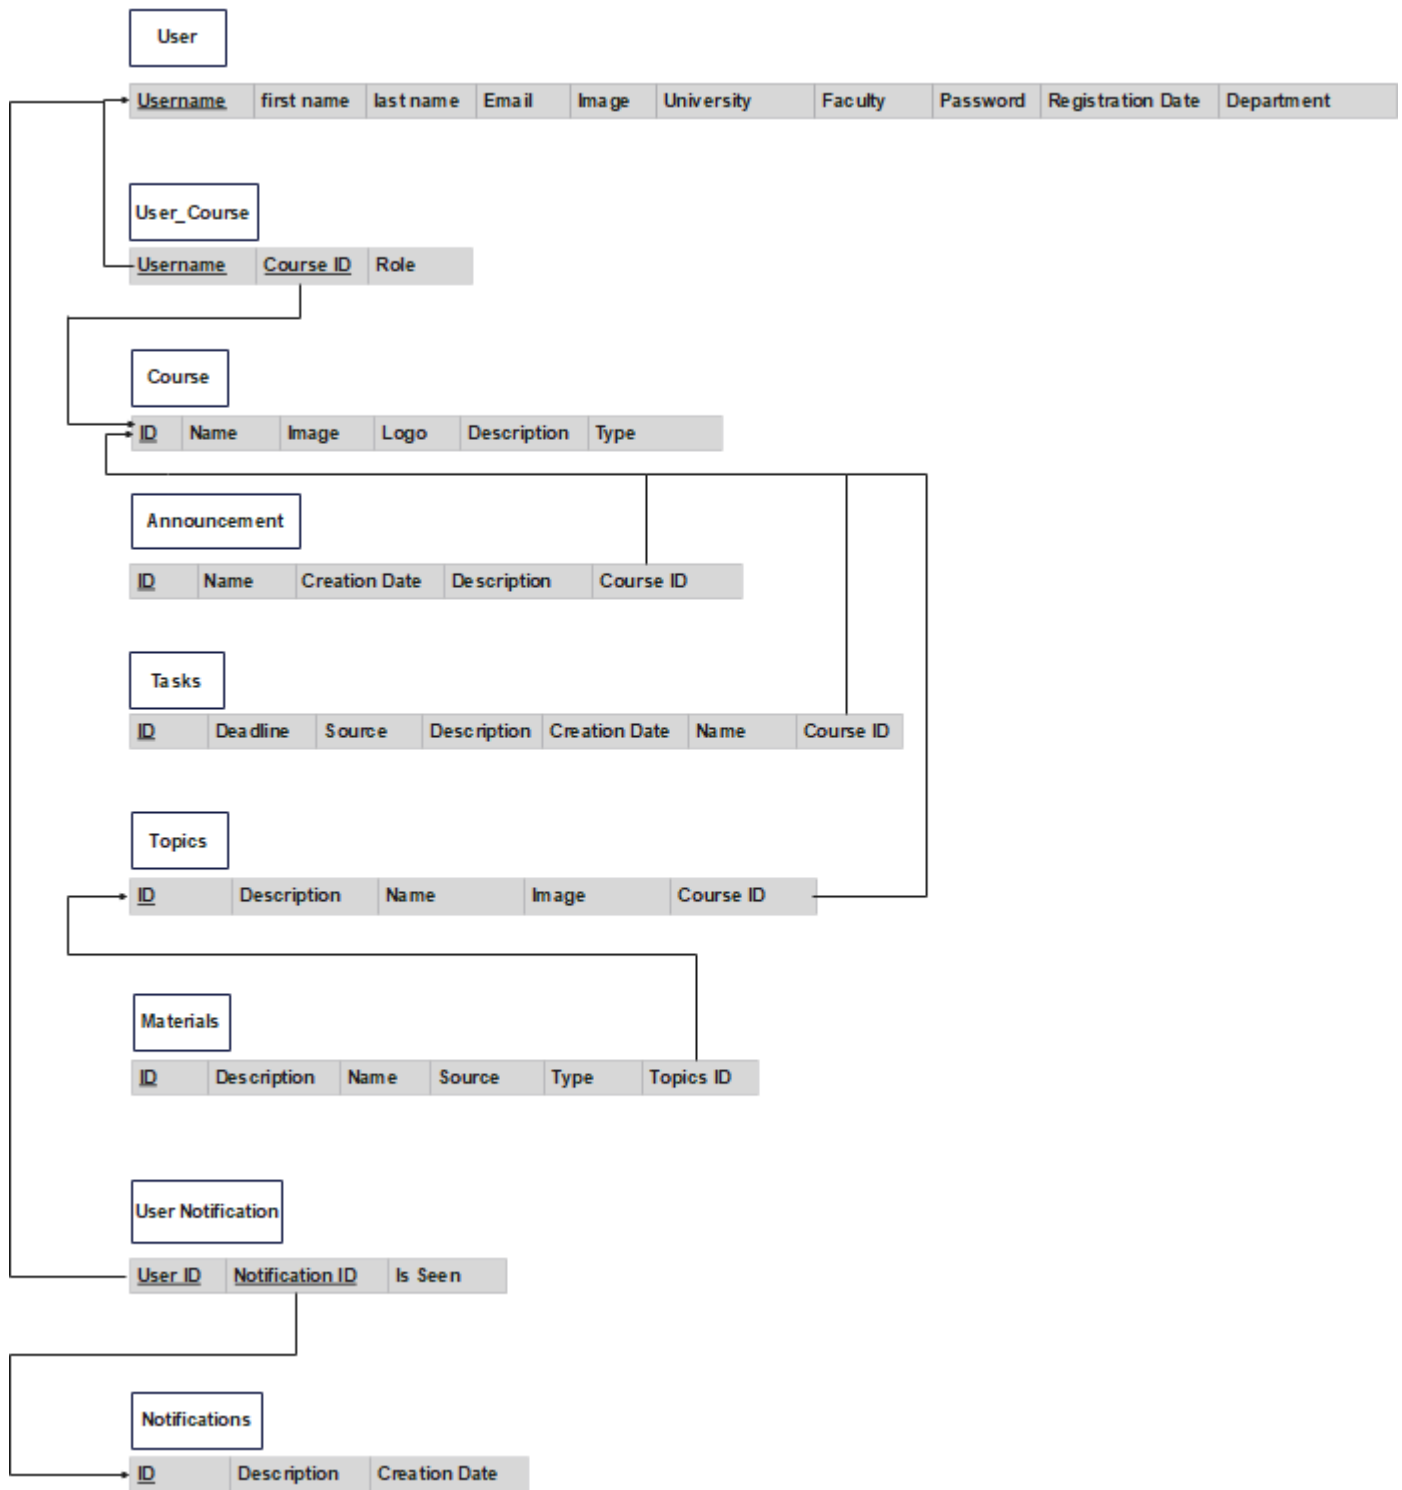 User
Username first name last name Email Image University Faculty Password Registration Date Department
User_Course
Username Course ID Role
Course
ID Name Image Logo Description Type
Announcement
ID Name Creation Date Description Course ID
Tasks
ID Deadline Source Description Creation Date Name Course ID
Topics
ID Description Name Image Course ID
Materials
ID Description Name Source Type Topics ID
User Notification
User ID Notification ID Is Seen
Notifications
ID Description Creation Date